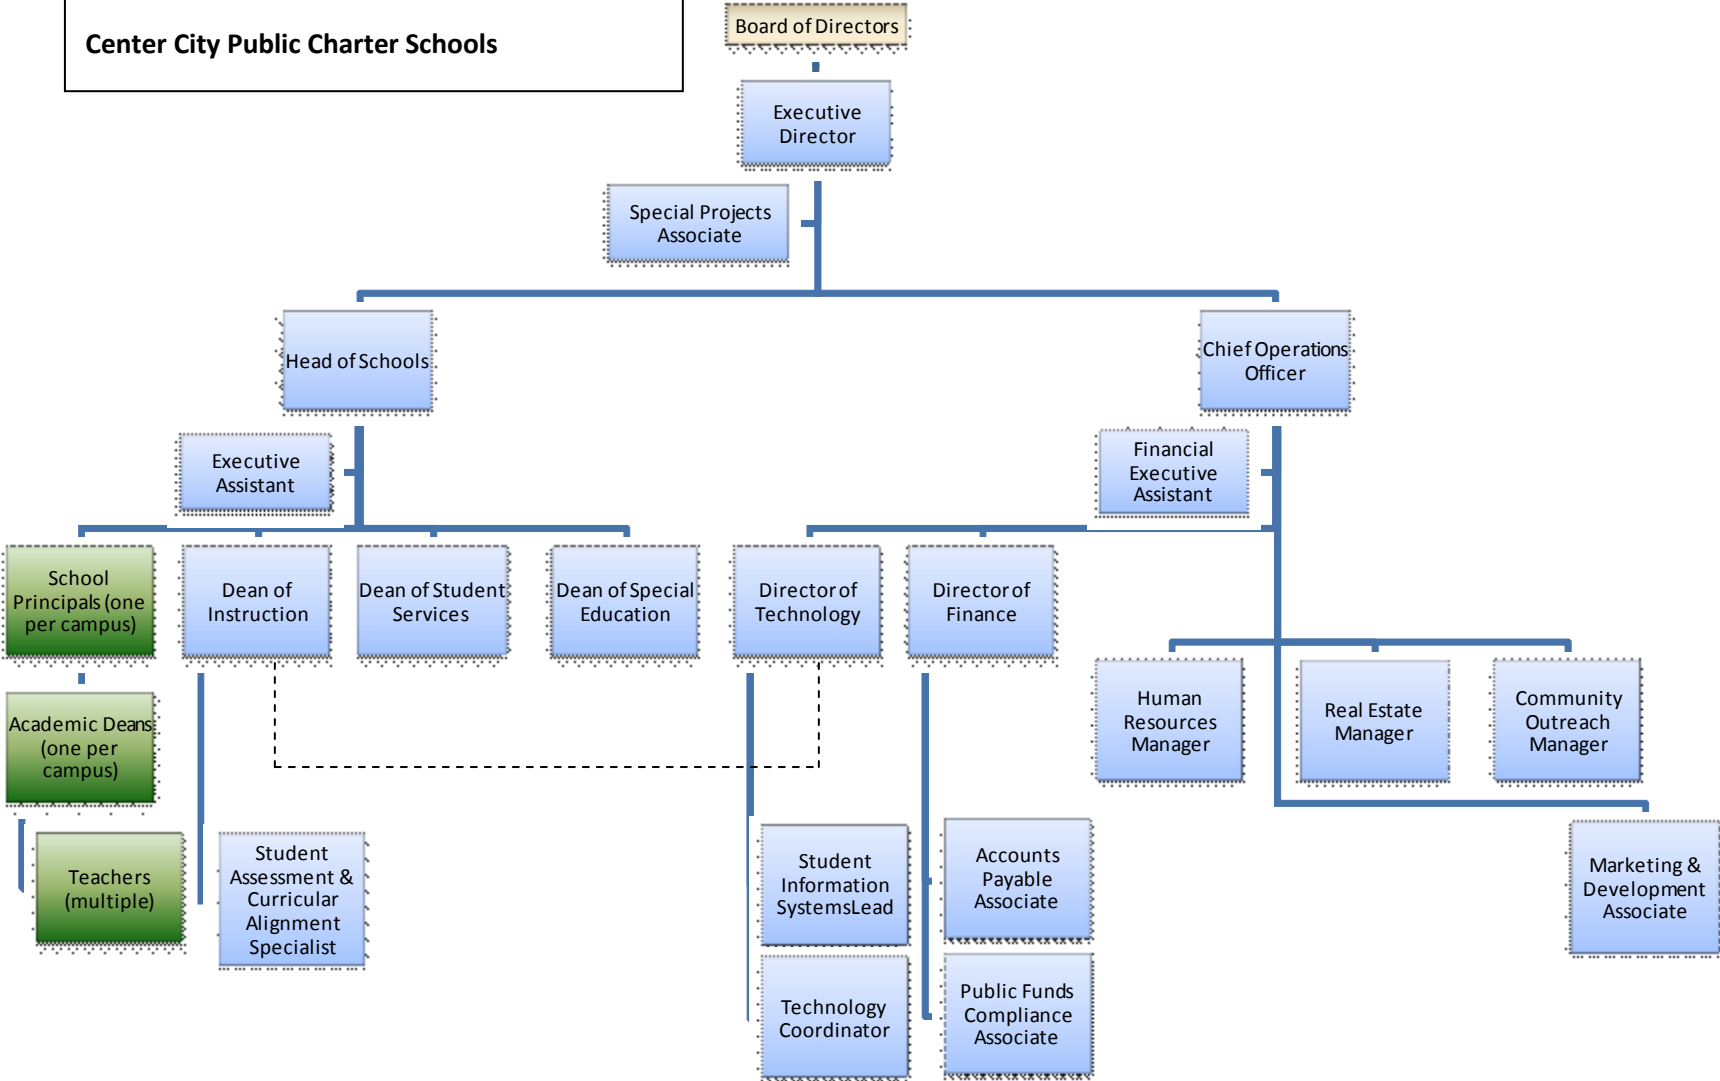 Center City Public Charter Schools
Board of Directors
Executive
Director
Special Projects
Associate
Head of Schools
Chief Operations
Officer
Executive
Assistant
Financial
Executive
Assistant
School
Principals (one
per campus)
Dean of
Instruction
Dean of Student
Services
Dean of Special
Education
Director of
Technology
Director of
Finance
Human
Resources
Manager
Real Estate
Manager
Community
Outreach
Manager
Academic Deans
(one per
campus)
Teachers
(multiple)
Student
Assessment &
Curricular
Alignment
Specialist
Student
Information
SystemsLead
Accounts
Payable
Associate
Marketing &
Development
Associate
Technology
Coordinator
Public Funds
Compliance
Associate